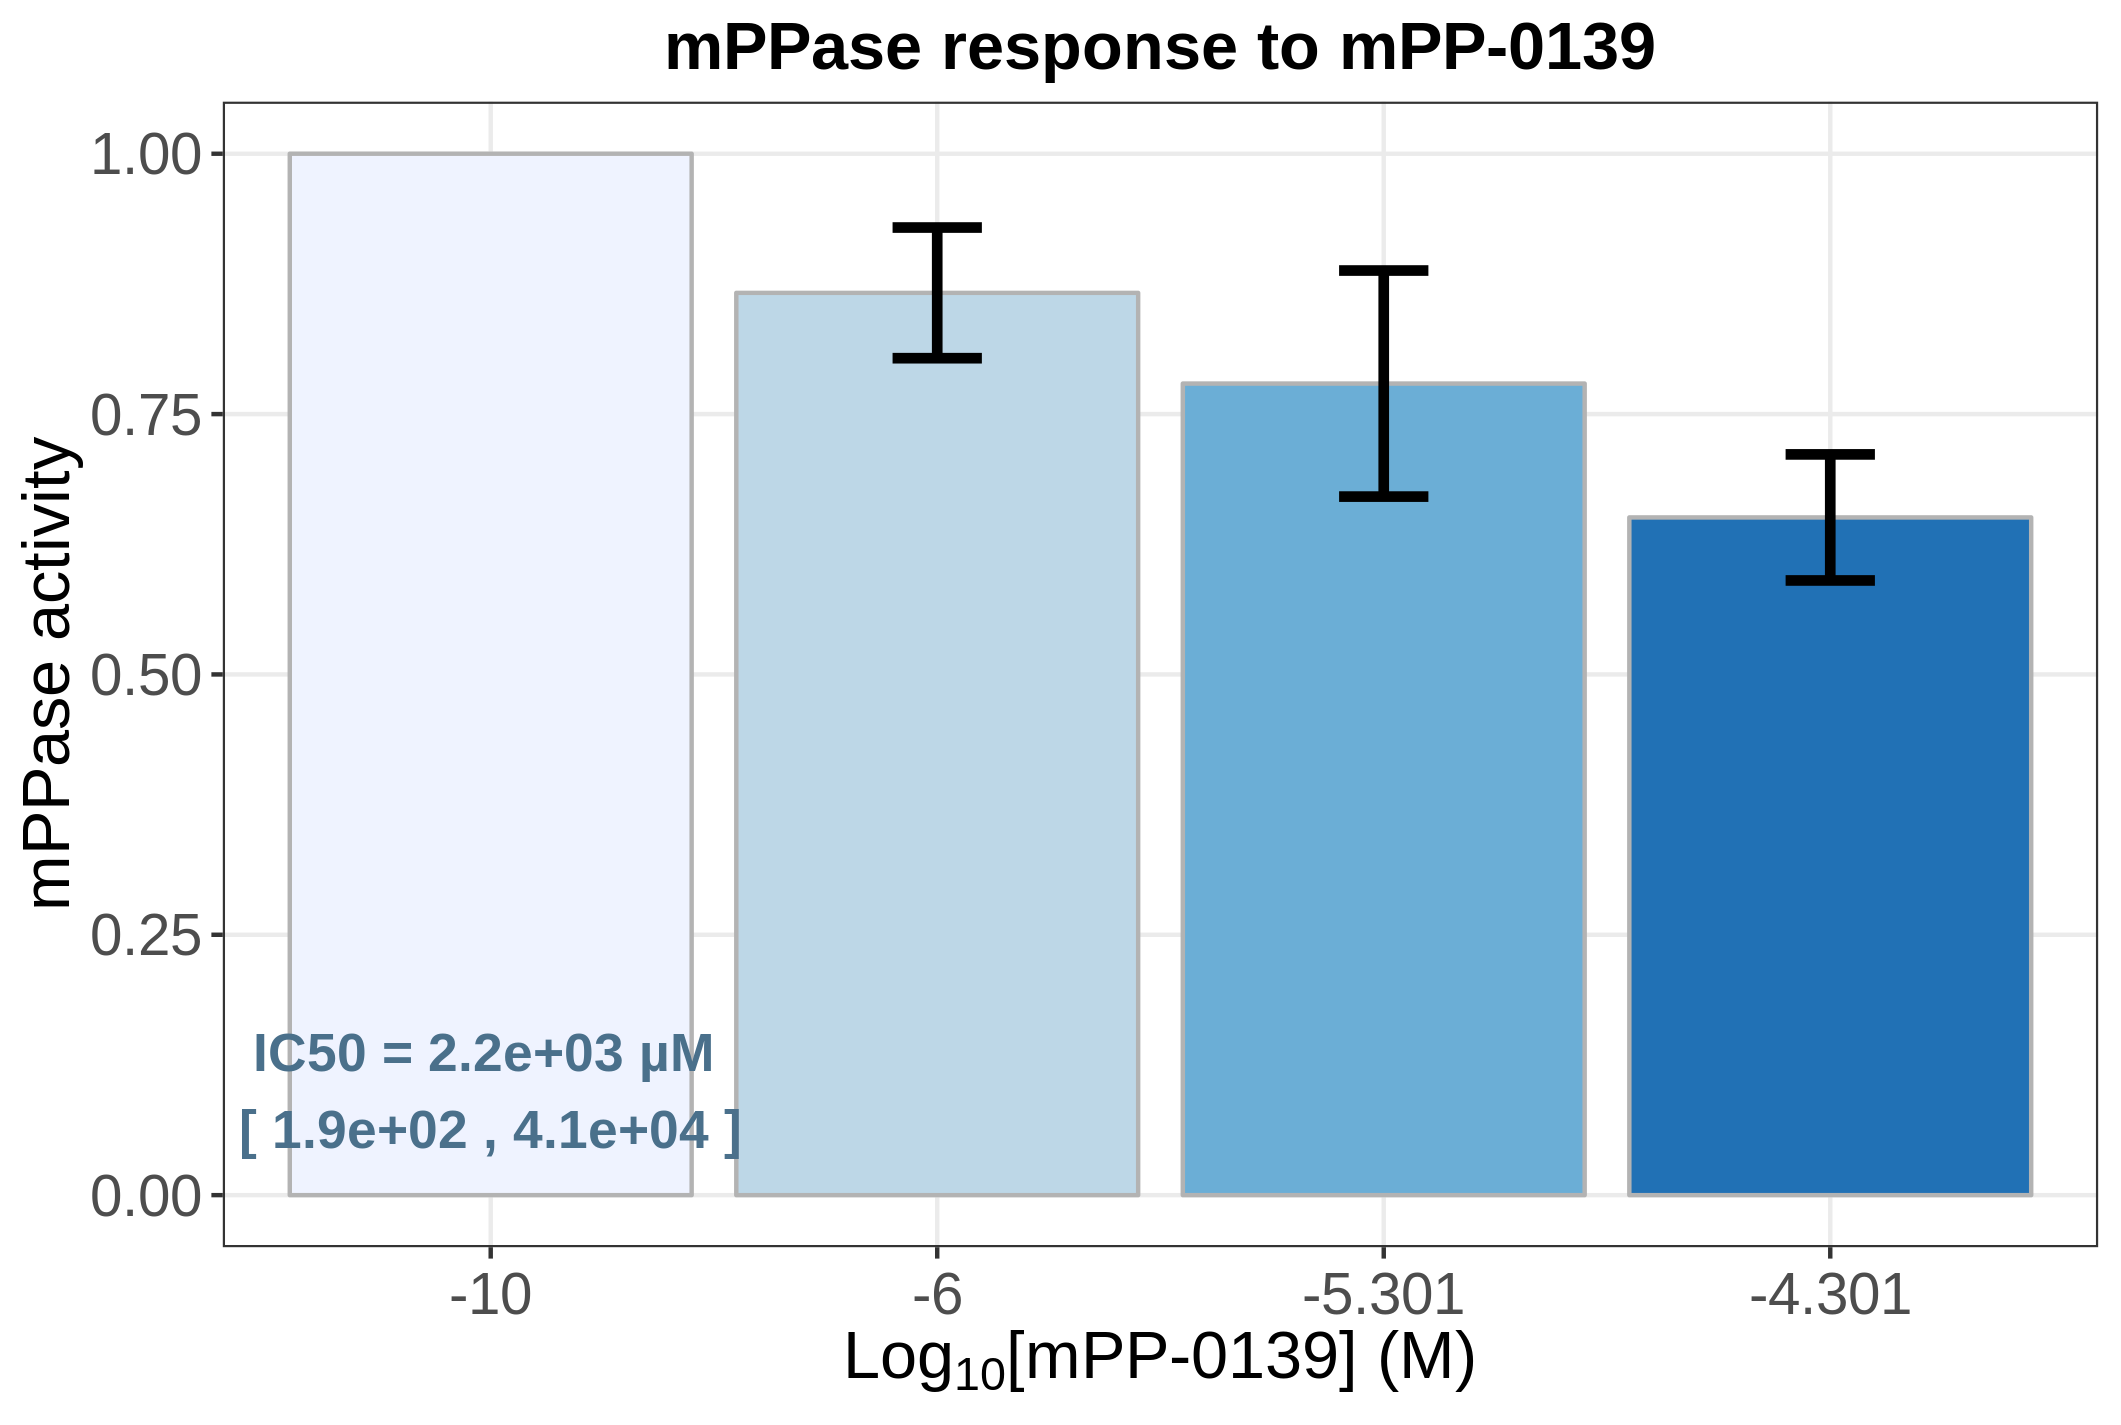 mPPase response to mPP-0139
mPPase activity
1.00
0.75
0.50
0.25
0.00
IC50 = 2.2e+03 µM
[ 1.9e+02 , 4.1e+04 ]
-10 -6 -5.301 -4.301
Log₁₀[mPP-0139] (M)